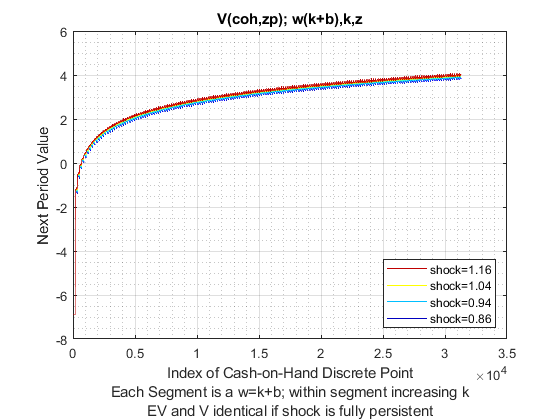 V(coh,zp); w(k+b),k,z
6
4
2
0
-2
-4
-6
-8
Next Period Value
shock=1.16
shock=1.04
shock=0.94
shock=0.86
0 0.5 1 1.5 2 2.5 3 3.5
×10⁴
Index of Cash-on-Hand Discrete Point
Each Segment is a w=k+b; within segment increasing k
EV and V identical if shock is fully persistent